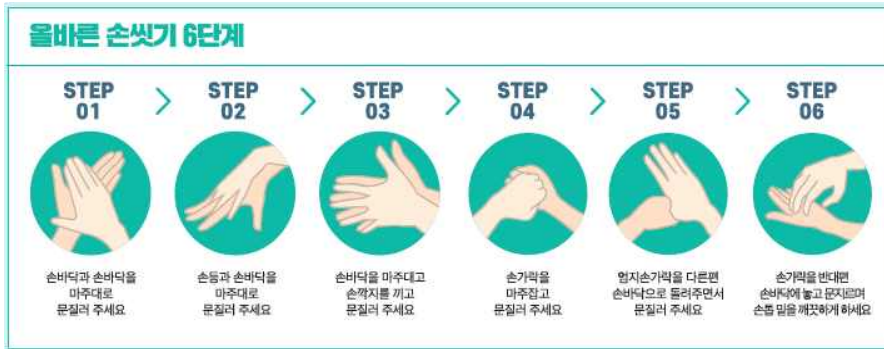 올바른 손씻기 6단계
STEP
01
STEP
02
STEP
03
STEP
04
STEP
05
STEP
06
손바닥과 손바닥을
마주대로
문질러 주세요
손등과 손바닥을
마주대로
문질러 주세요
손바닥을 마주대고
손깍지를 끼고
문질러 주세요
손가락을
마주잡고
문질러 주세요
엄지손가락을 다른편
손바닥으로 돌려주면서
문질러 주세요
손가락을 반대편
손바닥에 놓고 문지르며
손톱 밑을 깨끗하게 하세요